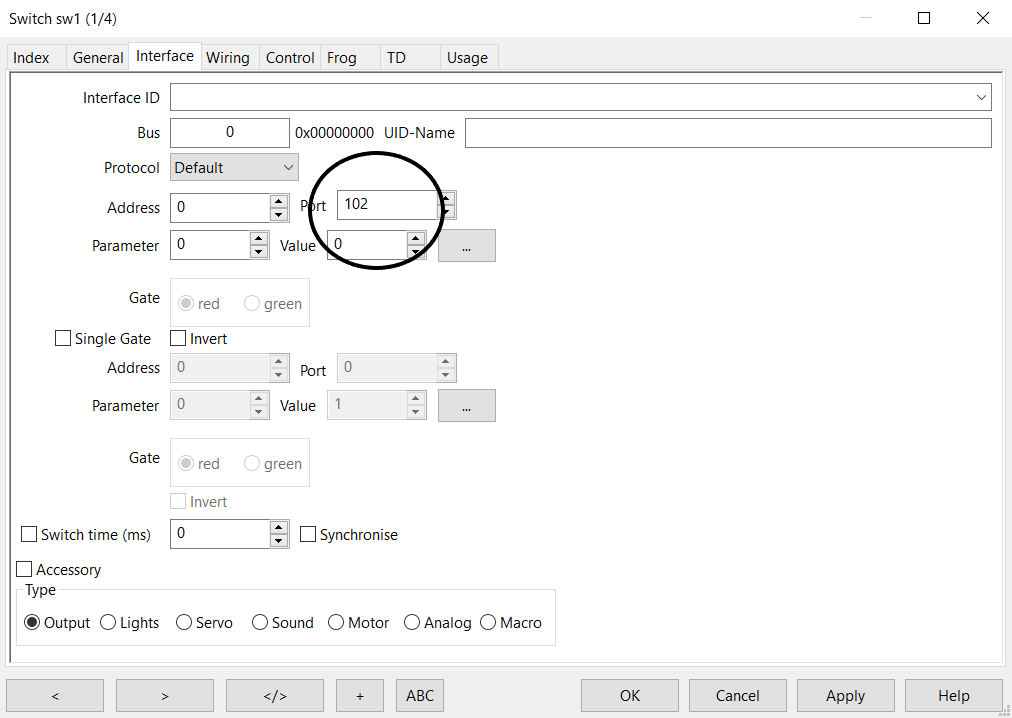 Switch sw1 (1/4)
Index General Interface Wiring Control Frog TD Usage
Interface ID
Bus 0 0x00000000 UID-Name
Protocol Default
Address 0 Port 102
Parameter 0 Value 0 ...
Gate red green
Single Gate Invert
Address 0 Port 0
Parameter 0 Value 1 ...
Gate red green
Invert
Switch time (ms) 0 Synchronise
Accessory
Type
Output Lights Servo Sound Motor Analog Macro
< > </> + ABC OK Cancel Apply Help